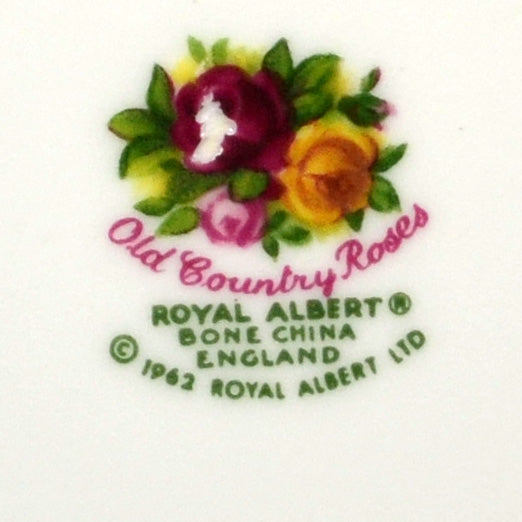 Old Country Roses
ROYAL ALBERT ®
BONE CHINA
ENGLAND
© 1962 ROYAL ALBERT LTD